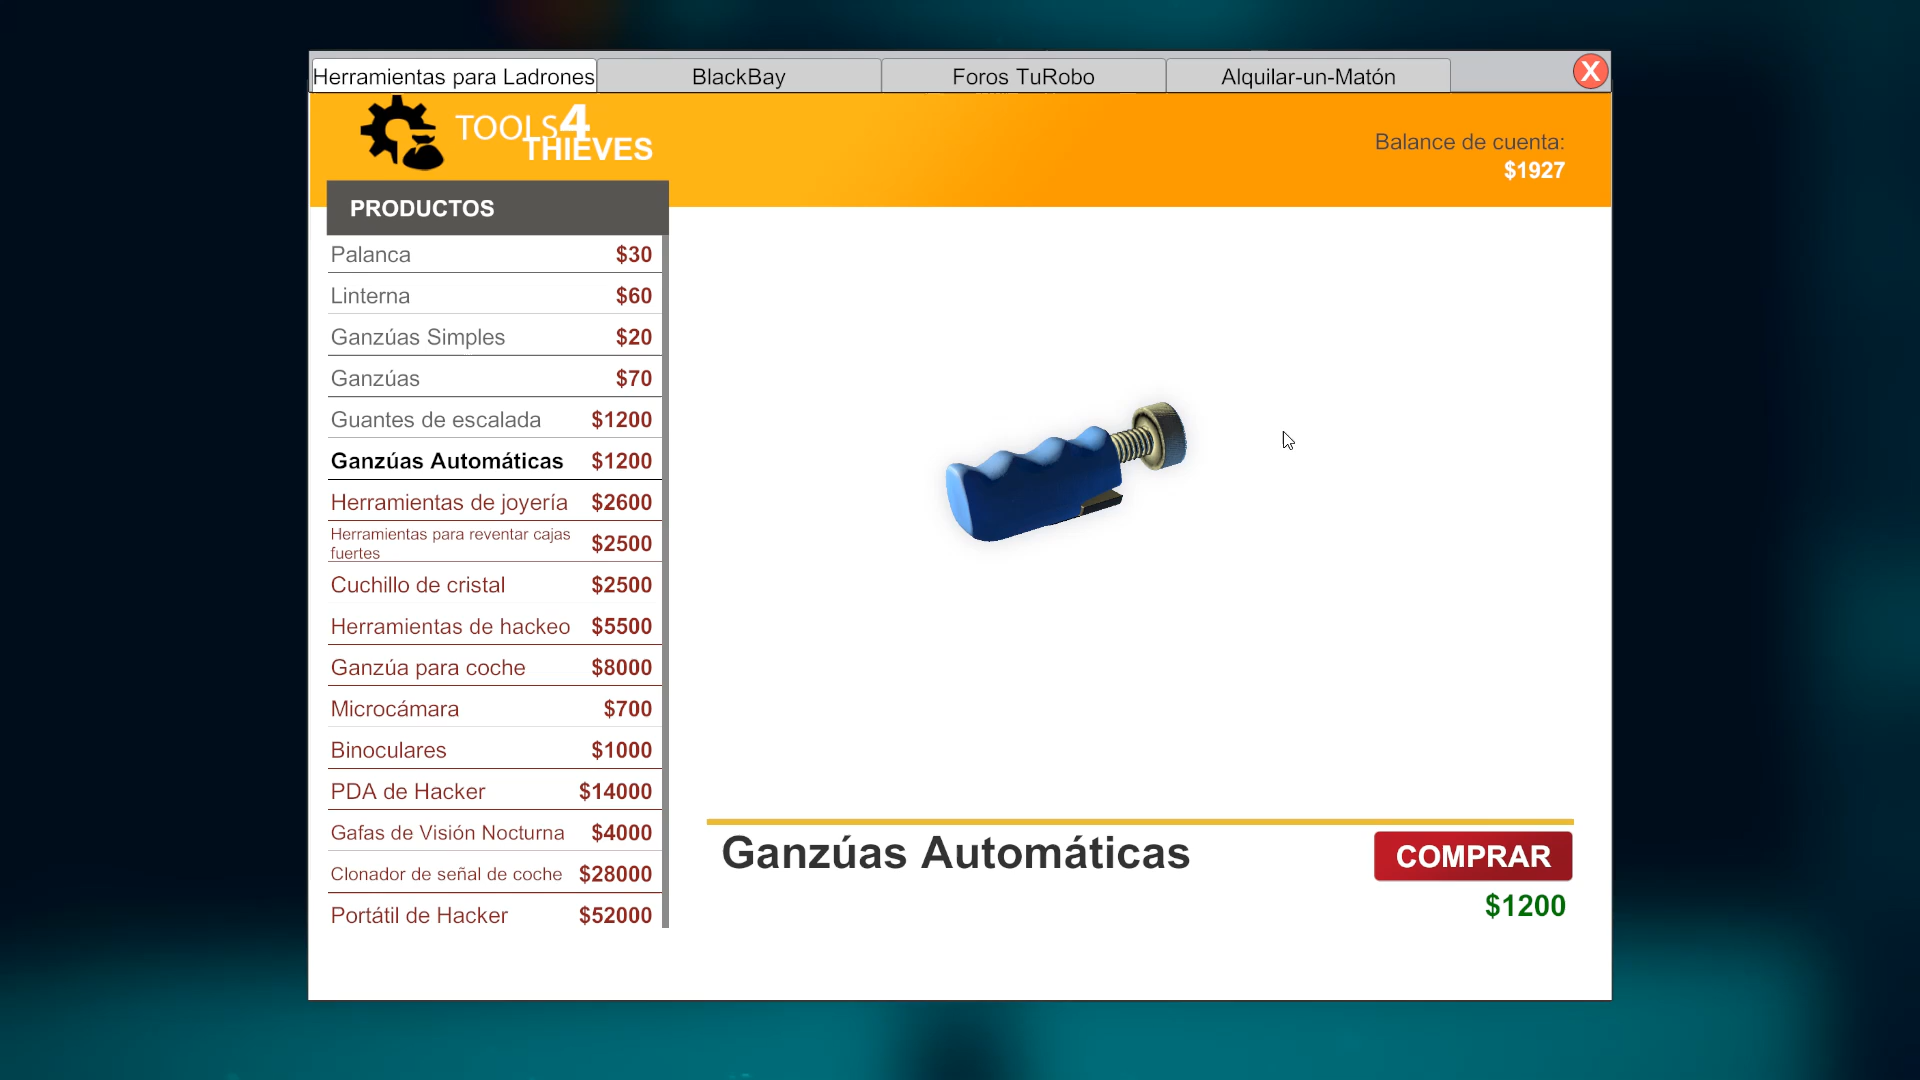 Herramientas para Ladrones
BlackBay
Foros TuRobo
Alquilar-un-Matón
X
TOOLS4
THIEVES
Balance de cuenta:
$1927
PRODUCTOS
Palanca $30
Linterna $60
Ganzúas Simples $20
Ganzúas $70
Guantes de escalada $1200
Ganzúas Automáticas $1200
Herramientas de joyería $2600
Herramientas para reventar cajas
fuertes $2500
Cuchillo de cristal $2500
Herramientas de hackeo $5500
Ganzúa para coche $8000
Microcámara $700
Binoculares $1000
PDA de Hacker $14000
Gafas de Visión Nocturna $4000
Clonador de señal de coche $28000
Portátil de Hacker $52000
Ganzúas Automáticas
COMPRAR
$1200